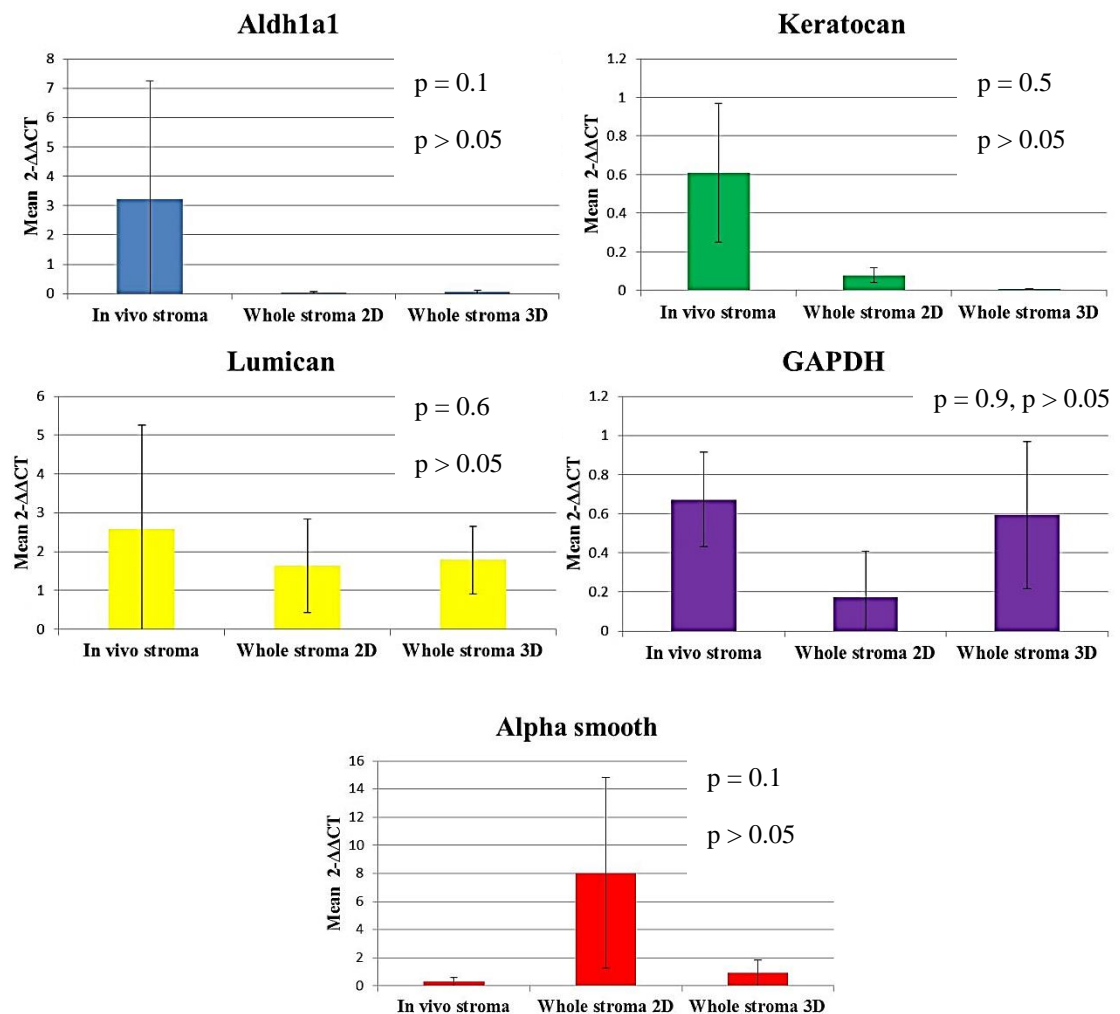 Aldh1a1
8
7
6
5
4
3
2
1
0
Mean 2-ΔΔCT
p = 0.1
p > 0.05
In vivo stroma Whole stroma 2D Whole stroma 3D
Keratocan
1.2
1
0.8
0.6
0.4
0.2
0
Mean 2-ΔΔCT
p = 0.5
p > 0.05
In vivo stroma Whole stroma 2D Whole stroma 3D
Lumican
6
5
4
3
2
1
0
Mean 2-ΔΔCT
p = 0.6
p > 0.05
In vivo stroma Whole stroma 2D Whole stroma 3D
GAPDH
1.2
1
0.8
0.6
0.4
0.2
0
Mean 2-ΔΔCT
p = 0.9, p > 0.05
In vivo stroma Whole stroma 2D Whole stroma 3D
Alpha smooth
16
14
12
10
8
6
4
2
0
Mean 2-ΔΔCT
p = 0.1
p > 0.05
In vivo stroma Whole stroma 2D Whole stroma 3D